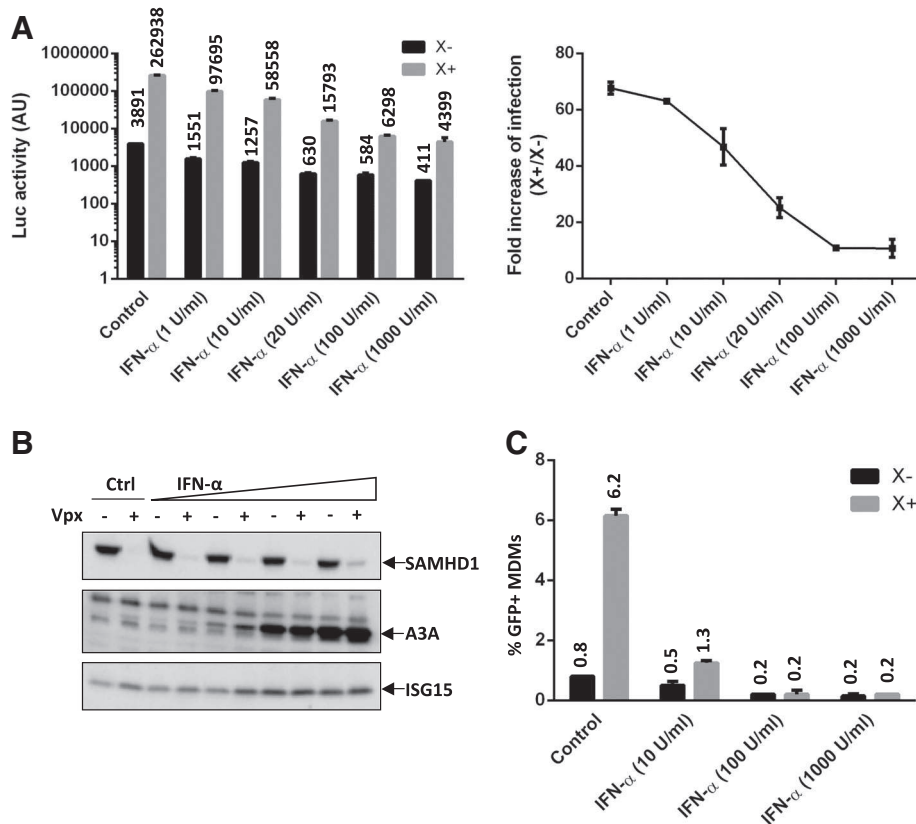 A
Luc activity (AU)
1000000
100000
10000
1000
100
10
1
3891
262938
1551
97695
1257
58558
630
15793
584
6298
411
4399
X-
X+
Control
IFN-α (1 U/ml)
IFN-α (10 U/ml)
IFN-α (20 U/ml)
IFN-α (100 U/ml)
IFN-α (1000 U/ml)
Fold increase of infection
(X+/X-)
80
60
40
20
0
Control
IFN-α (1 U/ml)
IFN-α (10 U/ml)
IFN-α (20 U/ml)
IFN-α (100 U/ml)
IFN-α (1000 U/ml)
B
Ctrl IFN-α
Vpx - + - + - + - + - +
SAMHD1
A3A
ISG15
C
% GFP+ MDMs
8
6
4
2
0
0.8
6.2
0.5
1.3
0.2
0.2
0.2
0.2
X-
X+
Control
IFN-α (10 U/ml)
IFN-α (100 U/ml)
IFN-α (1000 U/ml)